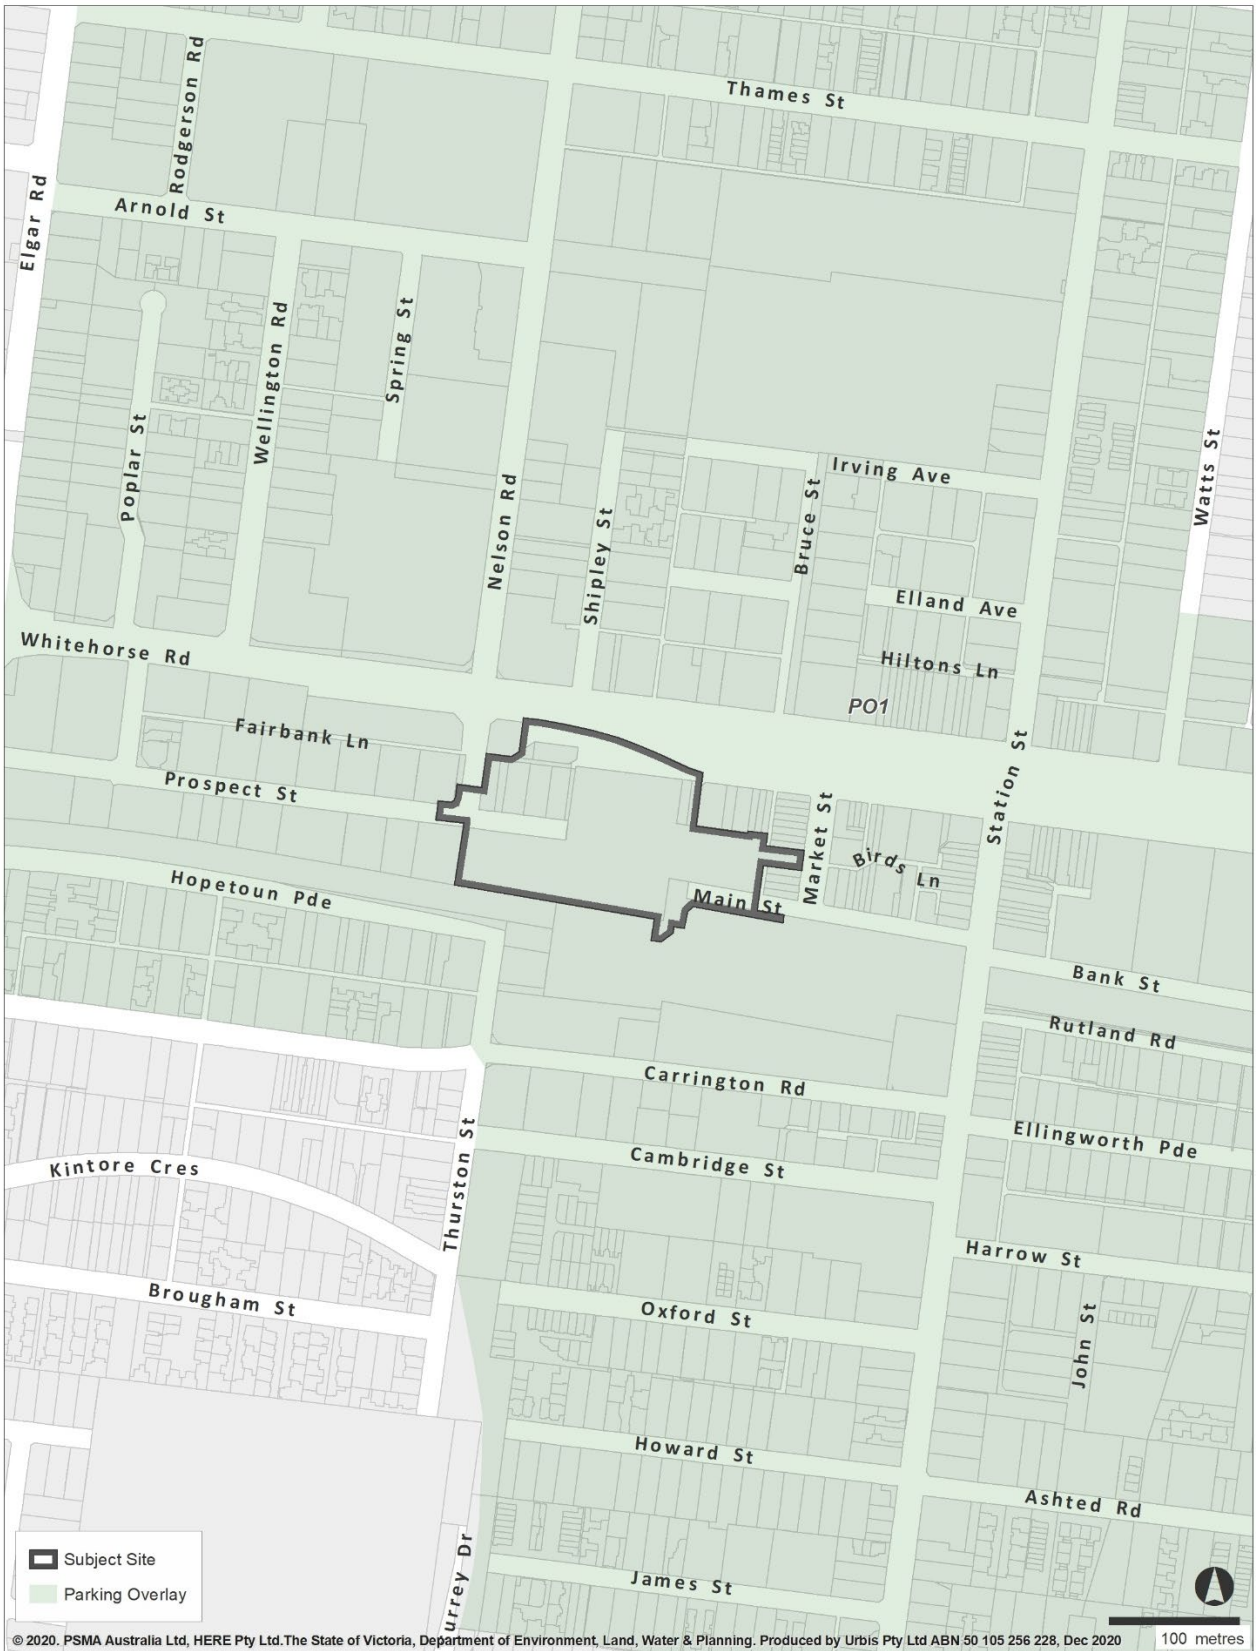 Rodgerson Rd
Thames St
Elgar Rd
Arnold St
Wellington Rd
Spring St
Poplar St
Nelson Rd
Shipley St
Irving Ave
Bruce St
Watts St
Elland Ave
Hiltons Ln
Whitehorse Rd
PO1
Fairbank Ln
Prospect St
Station St
Market St
Birds Ln
Main St
Hopetoun Pde
Bank St
Rutland Rd
Carrington Rd
Ellingworth Pde
Cambridge St
Kintore Cres
Thurston St
Harrow St
Brougham St
Oxford St
John St
Howard St
Ashted Rd
James St
urrey Dr
Subject Site
Parking Overlay
100 metres
© 2020. PSMA Australia Ltd, HERE Pty Ltd.The State of Victoria, Department of Environment, Land, Water & Planning. Produced by Urbis Pty Ltd ABN 50 105 256 228, Dec 2020